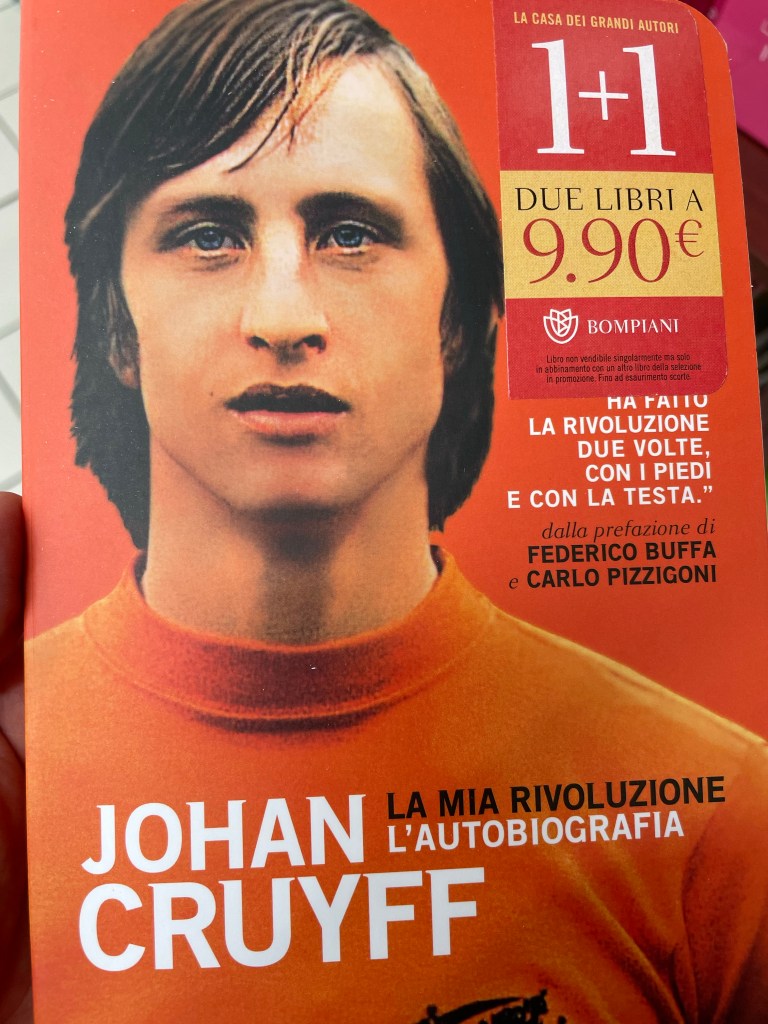 LA CASA DEI GRANDI AUTORI
1+1
DUE LIBRI A
9.90€
BOMPIANI
Libro non vendibile singolarmente ma solo
in abbinamento con un altro libro della selezione
in promozione. Fino ad esaurimento scorte.
HA FATTO
LA RIVOLUZIONE
DUE VOLTE,
CON I PIEDI
E CON LA TESTA.”
dalla prefazione di
FEDERICO BUFFA
e CARLO PIZZIGONI
JOHAN
CRUYFF
LA MIA RIVOLUZIONE
L’AUTOBIOGRAFIA